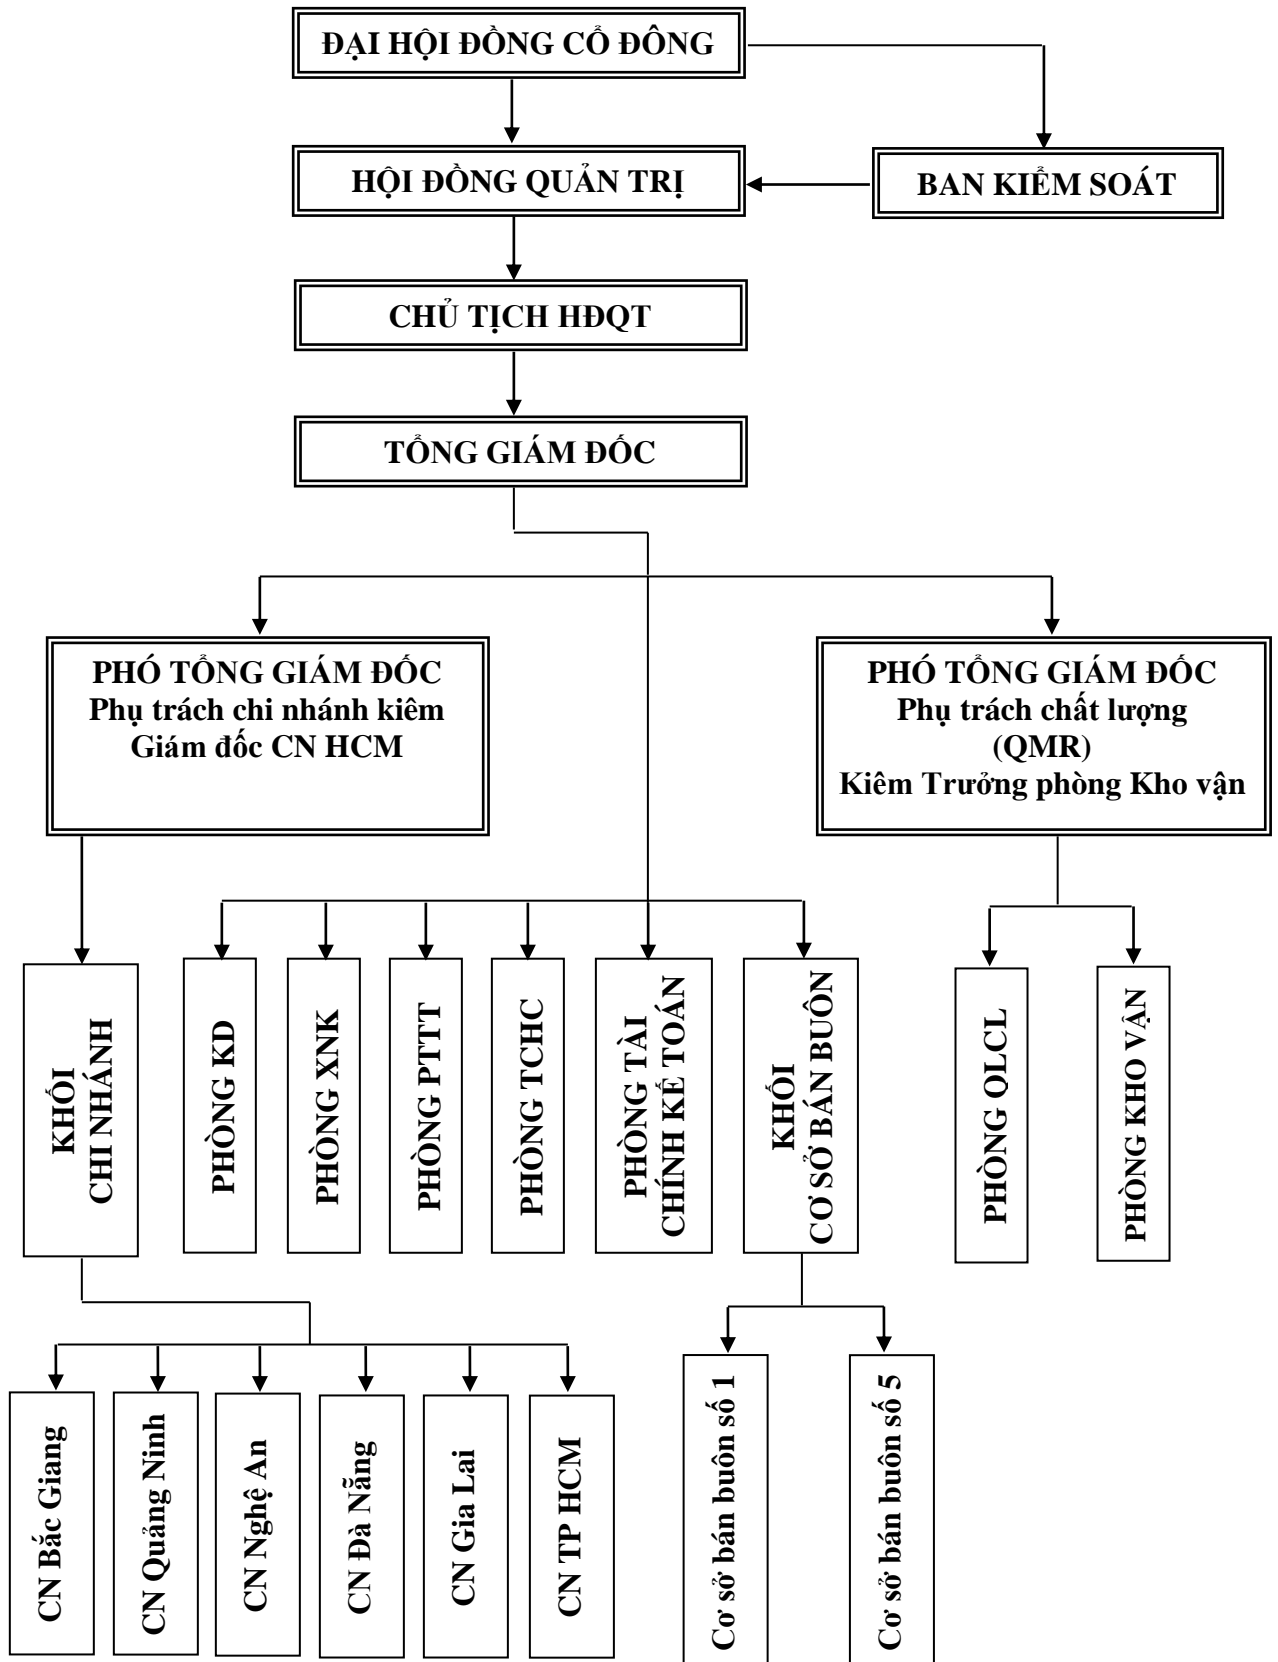 ĐẠI HỘI ĐỒNG CỔ ĐÔNG
HỘI ĐỒNG QUẢN TRỊ
BAN KIỂM SOÁT
CHỦ TỊCH HĐQT
TỔNG GIÁM ĐỐC
PHÓ TỔNG GIÁM ĐỐC
Phụ trách chi nhánh kiêm
Giám đốc CN HCM
PHÓ TỔNG GIÁM ĐỐC
Phụ trách chất lượng
(QMR)
Kiêm Trưởng phòng Kho vận
KHỐI
CHI NHÁNH
PHÒNG KD
PHÒNG XNK
PHÒNG PTTT
PHÒNG TCHC
PHÒNG TÀI
CHÍNH KẾ TOÁN
KHỐI
CƠ SỞ BÁN BUÔN
PHÒNG QLCL
PHÒNG KHO VẬN
CN Bắc Giang
CN Quảng Ninh
CN Nghệ An
CN Đà Nẵng
CN Gia Lai
CN TP HCM
Cơ sở bán buôn số 1
Cơ sở bán buôn số 5